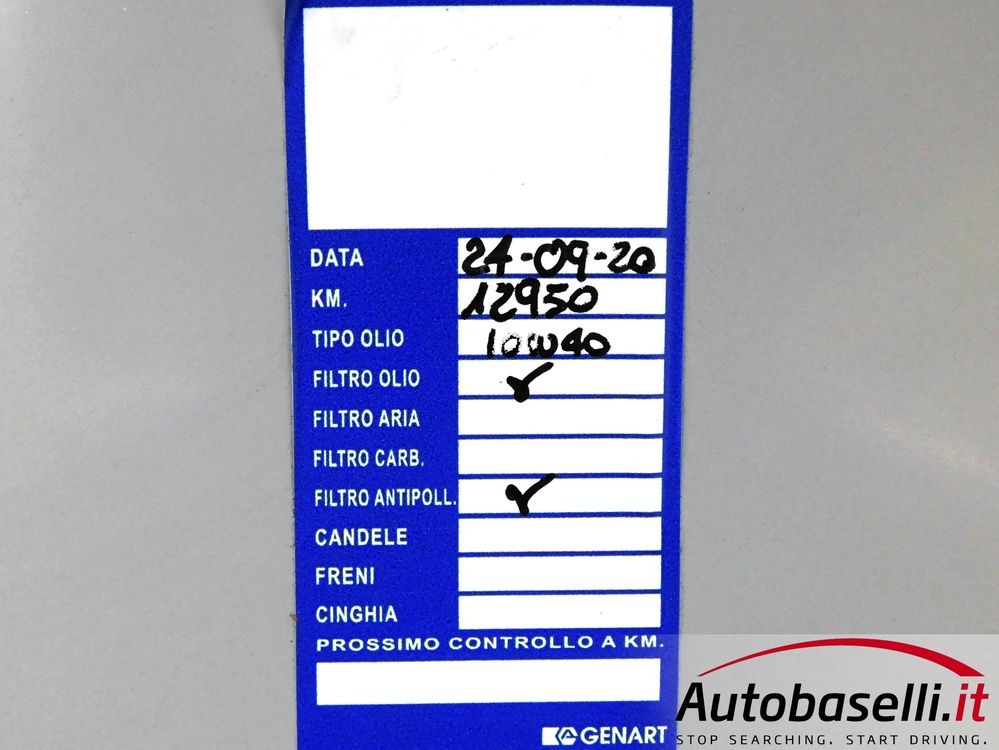 DATA 24-09-20
KM. 12950
TIPO OLIO 10W40
FILTRO OLIO ✓
FILTRO ARIA
FILTRO CARB.
FILTRO ANTIPOLL. ✓
CANDELE
FRENI
CINGHIA
PROSSIMO CONTROLLO A KM.
GENART
Autobaselli.it
STOP SEARCHING. START DRIVING.